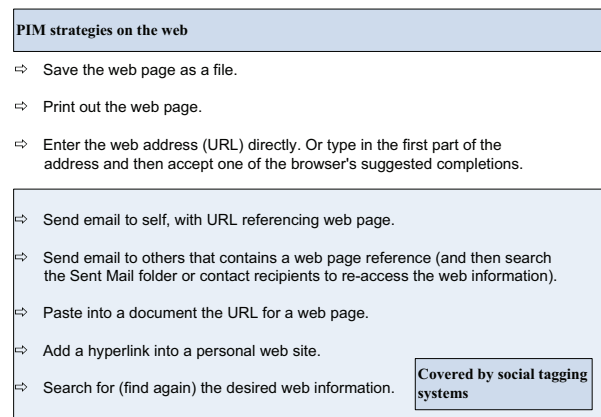 PIM strategies on the web
⇨ Save the web page as a file.
⇨ Print out the web page.
⇨ Enter the web address (URL) directly. Or type in the first part of the
address and then accept one of the browser's suggested completions.
⇨ Send email to self, with URL referencing web page.
⇨ Send email to others that contains a web page reference (and then search
the Sent Mail folder or contact recipients to re-access the web information).
⇨ Paste into a document the URL for a web page.
⇨ Add a hyperlink into a personal web site.
⇨ Search for (find again) the desired web information.
Covered by social tagging
systems